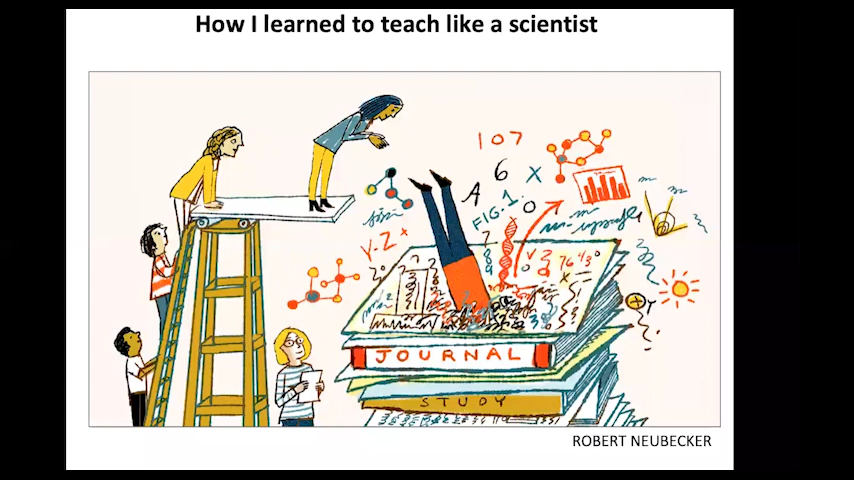 How I learned to teach like a scientist
107
6
X
A
FIG.1.
O
Y-Z+
JOURNAL
STUDY
ROBERT NEUBECKER